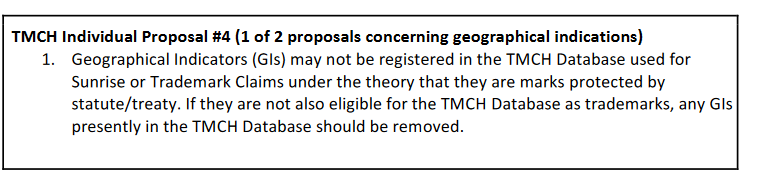 TMCH Individual Proposal #4 (1 of 2 proposals concerning geographical indications)
1. Geographical Indicators (GIs) may not be registered in the TMCH Database used for
Sunrise or Trademark Claims under the theory that they are marks protected by
statute/treaty. If they are not also eligible for the TMCH Database as trademarks, any GIs
presently in the TMCH Database should be removed.